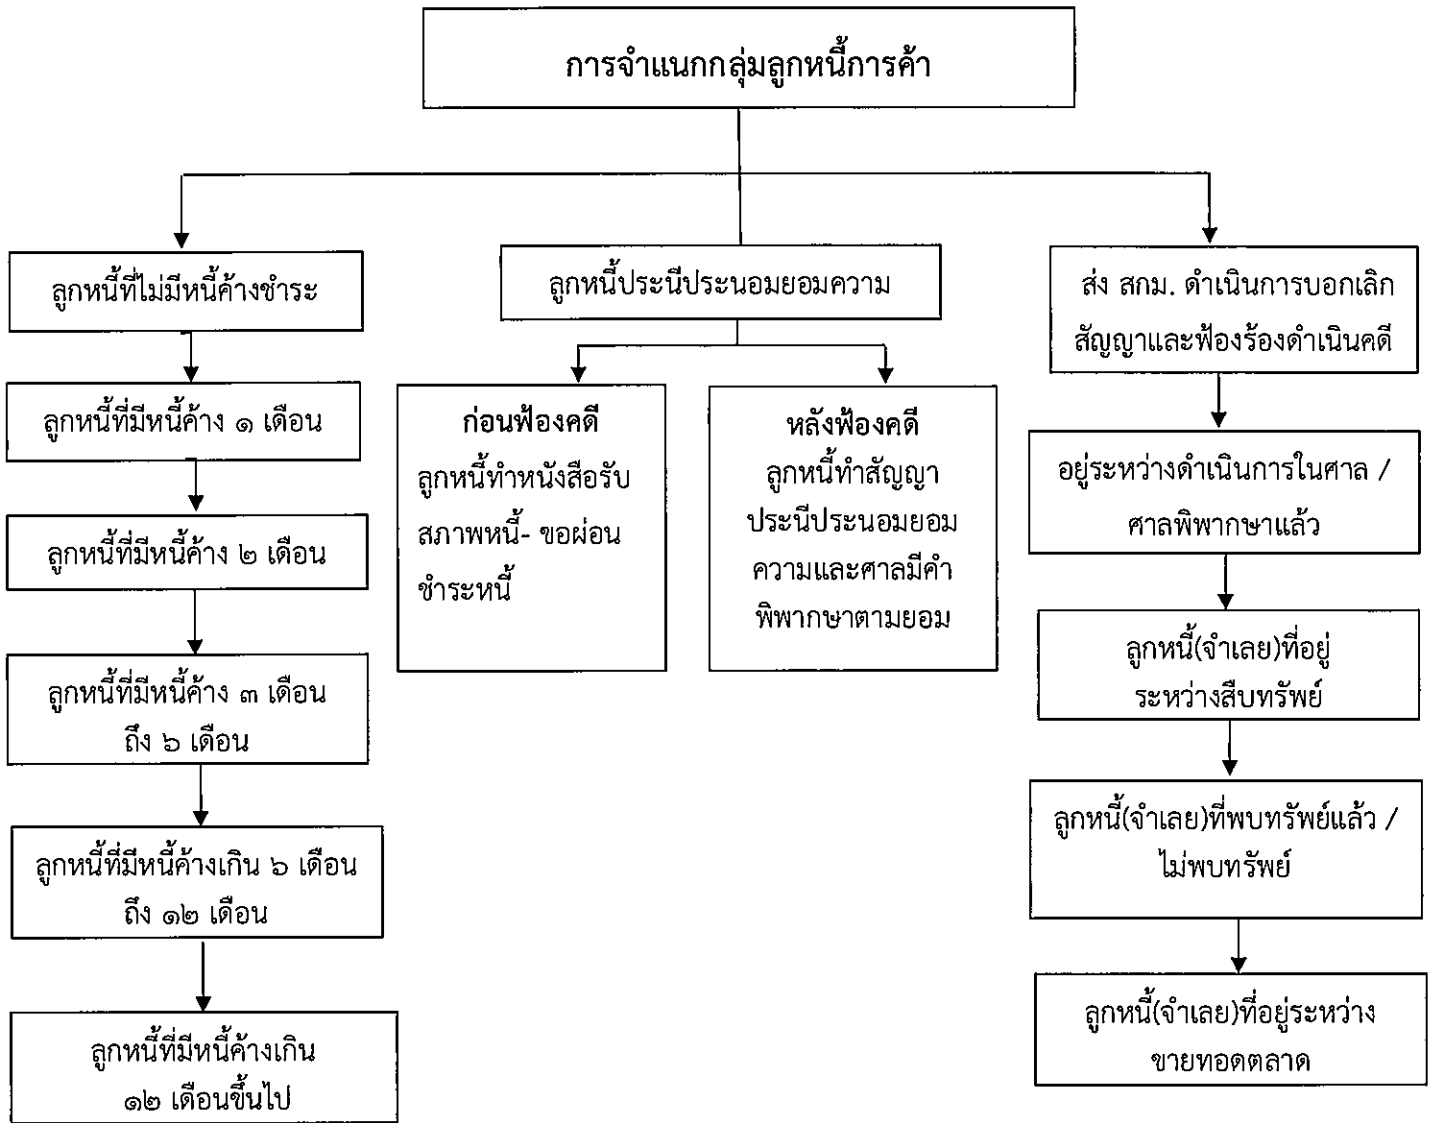 การจำแนกกลุ่มลูกหนี้การค้า
ลูกหนี้ที่ไม่มีหนี้ค้างชำระ
ลูกหนี้ที่มีหนี้ค้าง ๑ เดือน
ลูกหนี้ที่มีหนี้ค้าง ๒ เดือน
ลูกหนี้ที่มีหนี้ค้าง ๓ เดือน
ถึง ๖ เดือน
ลูกหนี้ที่มีหนี้ค้างเกิน ๖ เดือน
ถึง ๑๒ เดือน
ลูกหนี้ที่มีหนี้ค้างเกิน
๑๒ เดือนขึ้นไป
ลูกหนี้ประนีประนอมยอมความ
ก่อนฟ้องคดี
ลูกหนี้ทำหนังสือรับ
สภาพหนี้- ขอผ่อน
ชำระหนี้
หลังฟ้องคดี
ลูกหนี้ทำสัญญา
ประนีประนอมยอม
ความและศาลมีคำ
พิพากษาตามยอม
ส่ง สกม. ดำเนินการบอกเลิก
สัญญาและฟ้องร้องดำเนินคดี
อยู่ระหว่างดำเนินการในศาล /
ศาลพิพากษาแล้ว
ลูกหนี้(จำเลย)ที่อยู่
ระหว่างสืบทรัพย์
ลูกหนี้(จำเลย)ที่พบทรัพย์แล้ว /
ไม่พบทรัพย์
ลูกหนี้(จำเลย)ที่อยู่ระหว่าง
ขายทอดตลาด